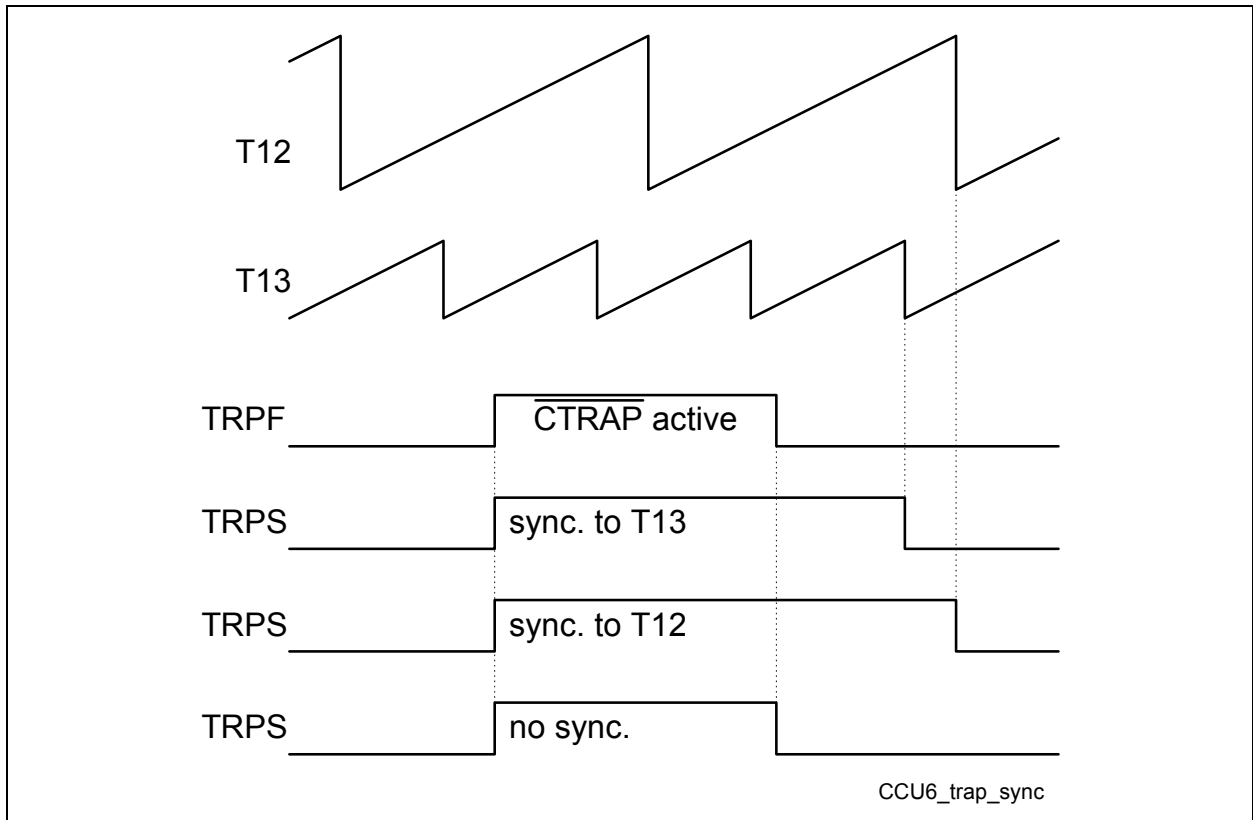 T12
T13
TRPF
CTRAP active
TRPS
sync. to T13
TRPS
sync. to T12
TRPS
no sync.
CCU6_trap_sync